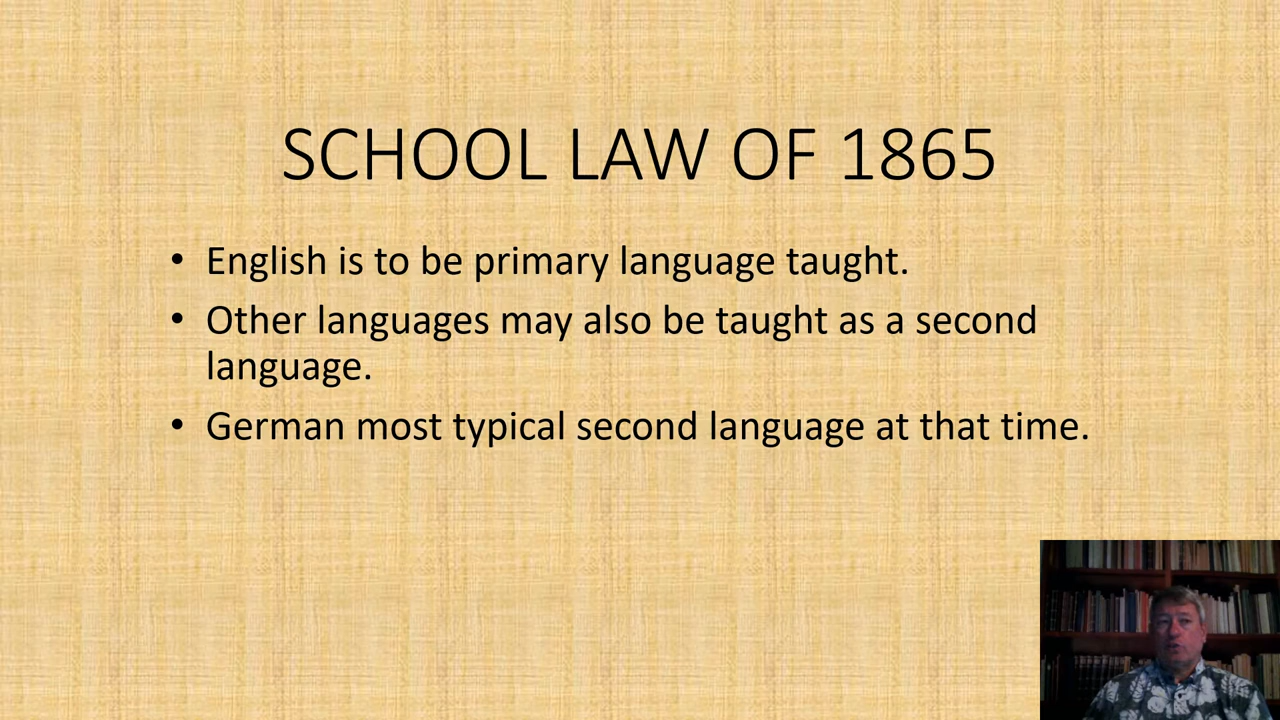 SCHOOL LAW OF 1865
• English is to be primary language taught.
• Other languages may also be taught as a second
language.
• German most typical second language at that time.